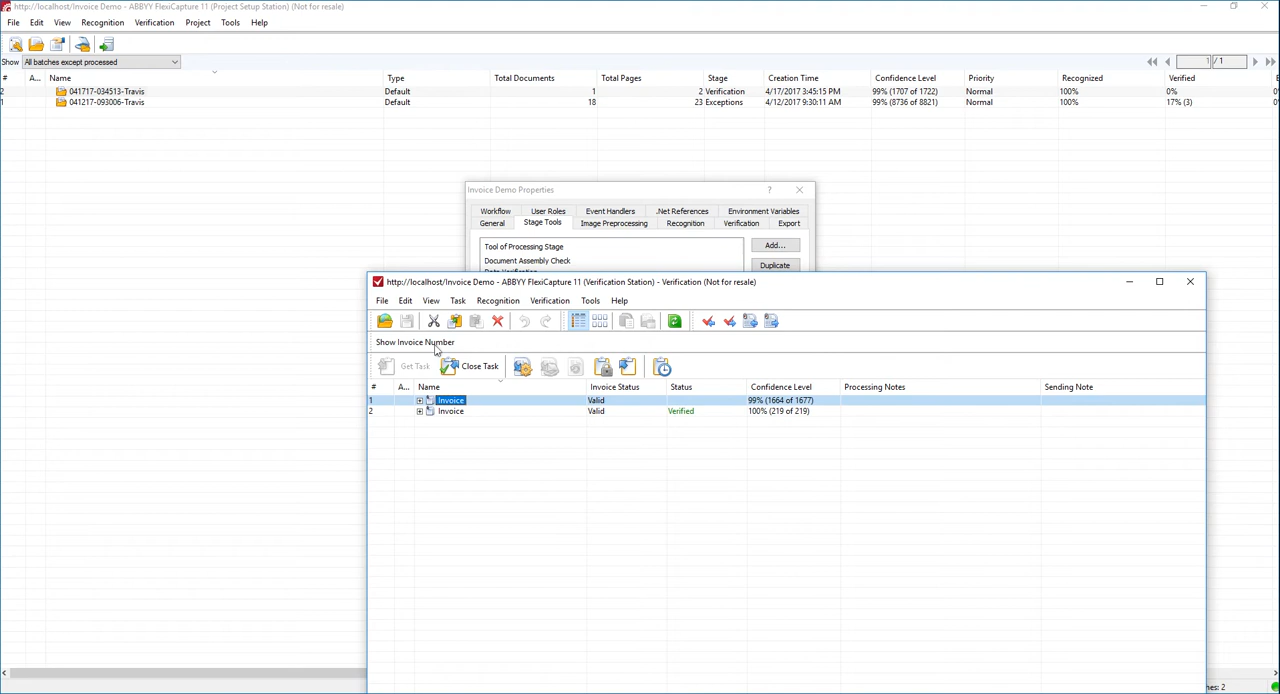 http://localhost/Invoice Demo - ABBYY FlexiCapture 11 (Project Setup Station) (Not for resale)
File Edit View Recognition Verification Project Tools Help
Show All batches except processed 1 / 1
# A... Name Type Total Documents Total Pages Stage Creation Time Confidence Level Priority Recognized Verified
2 041717-034513-Travis Default 1 2 Verification 4/17/2017 3:45:15 PM 99% (1707 of 1722) Normal 100% 0%
1 041217-093006-Travis Default 18 23 Exceptions 4/12/2017 9:30:11 AM 99% (8736 of 8821) Normal 100% 17% (3)
Invoice Demo Properties ?
Workflow User Roles Event Handlers .Net References Environment Variables
General Stage Tools Image Preprocessing Recognition Verification Export
Tool of Processing Stage Add...
Document Assembly Check
Duplicate
http://localhost/Invoice Demo - ABBYY FlexiCapture 11 (Verification Station) - Verification (Not for resale)
File Edit View Task Recognition Verification Tools Help
Show Invoice Number
Get Task Close Task
# A... Name Invoice Status Status Confidence Level Processing Notes Sending Note
1 Invoice Valid 99% (1664 of 1677)
2 Invoice Valid Verified 100% (219 of 219)
hes: 2